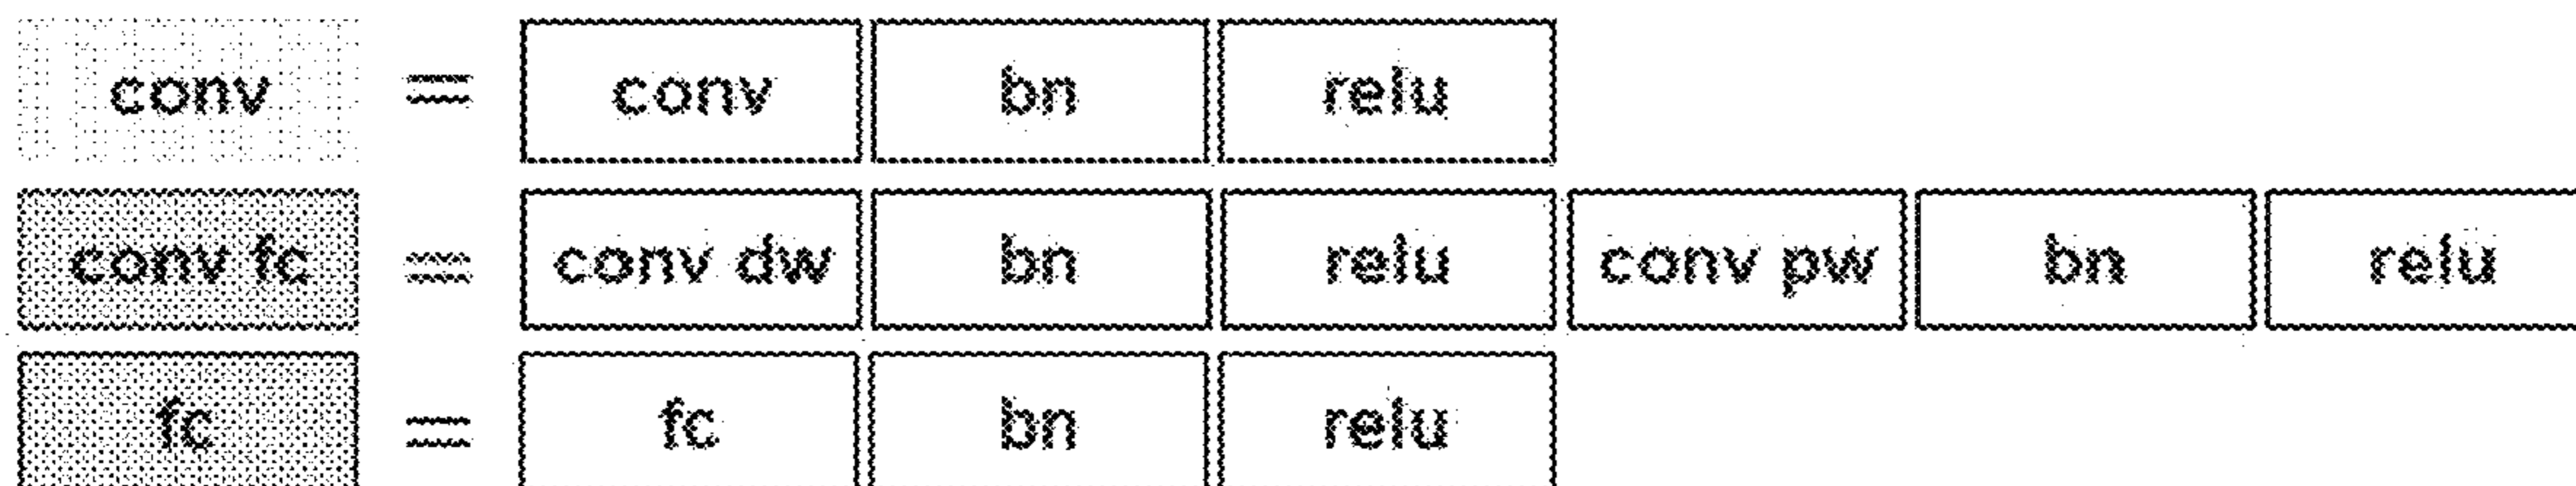 conv = conv bn relu
conv fc = conv dw bn relu conv pw bn relu
fc = fc bn relu